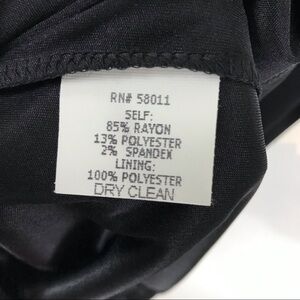 RN# 58011
SELF:
85% RAYON
13% POLYESTER
2% SPANDEX
LINING:
100% POLYESTER
DRY CLEAN